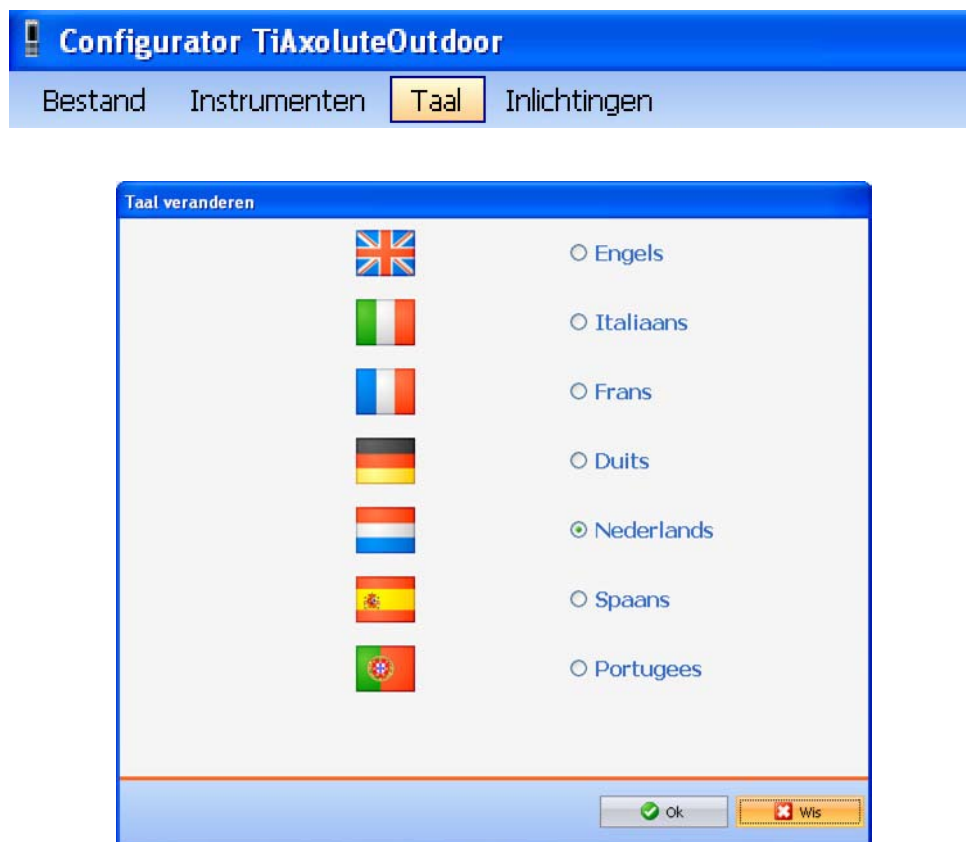 Configurator TiAxoluteOutdoor
Bestand Instrumenten Taal Inlichtingen
Taal veranderen
Engels
Italiaans
Frans
Duits
Nederlands
Spaans
Portugees
Ok Wis